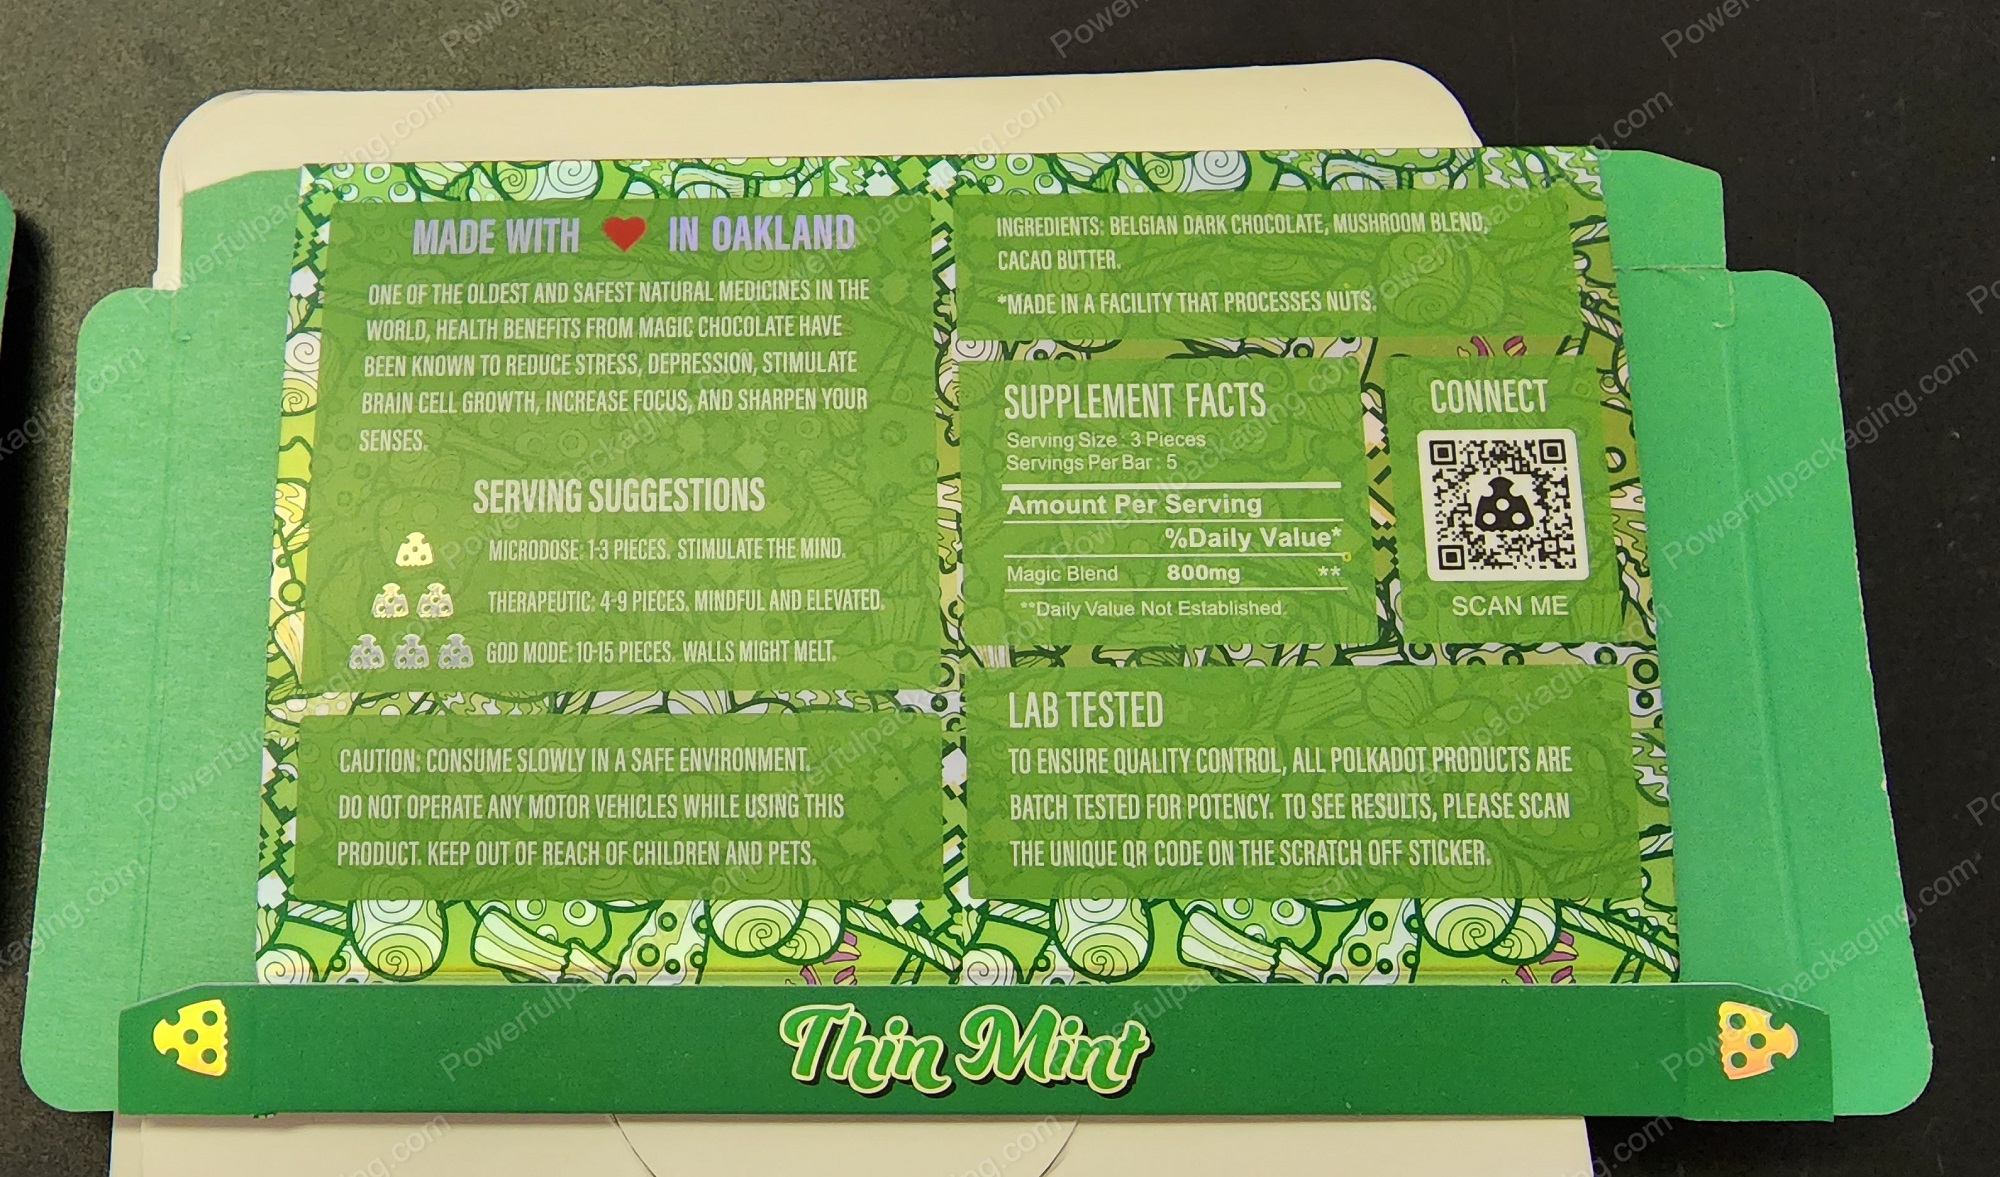 MADE WITH ❤ IN OAKLAND
ONE OF THE OLDEST AND SAFEST NATURAL MEDICINES IN THE
WORLD, HEALTH BENEFITS FROM MAGIC CHOCOLATE HAVE
BEEN KNOWN TO REDUCE STRESS, DEPRESSION, STIMULATE
BRAIN CELL GROWTH, INCREASE FOCUS, AND SHARPEN YOUR
SENSES.
SERVING SUGGESTIONS
MICRODOSE: 1-3 PIECES. STIMULATE THE MIND.
THERAPEUTIC: 4-9 PIECES. MINDFUL AND ELEVATED.
GOD MODE: 10-15 PIECES. WALLS MIGHT MELT.
CAUTION: CONSUME SLOWLY IN A SAFE ENVIRONMENT.
DO NOT OPERATE ANY MOTOR VEHICLES WHILE USING THIS
PRODUCT. KEEP OUT OF REACH OF CHILDREN AND PETS.
INGREDIENTS: BELGIAN DARK CHOCOLATE, MUSHROOM BLEND,
CACAO BUTTER.
*MADE IN A FACILITY THAT PROCESSES NUTS.
SUPPLEMENT FACTS
Serving Size : 3 Pieces
Servings Per Bar : 5
Amount Per Serving
%Daily Value*
Magic Blend 800mg **
**Daily Value Not Established.
CONNECT
SCAN ME
LAB TESTED
TO ENSURE QUALITY CONTROL, ALL POLKADOT PRODUCTS ARE
BATCH TESTED FOR POTENCY. TO SEE RESULTS, PLEASE SCAN
THE UNIQUE QR CODE ON THE SCRATCH OFF STICKER.
Thin Mint
Powerfulpackaging.com